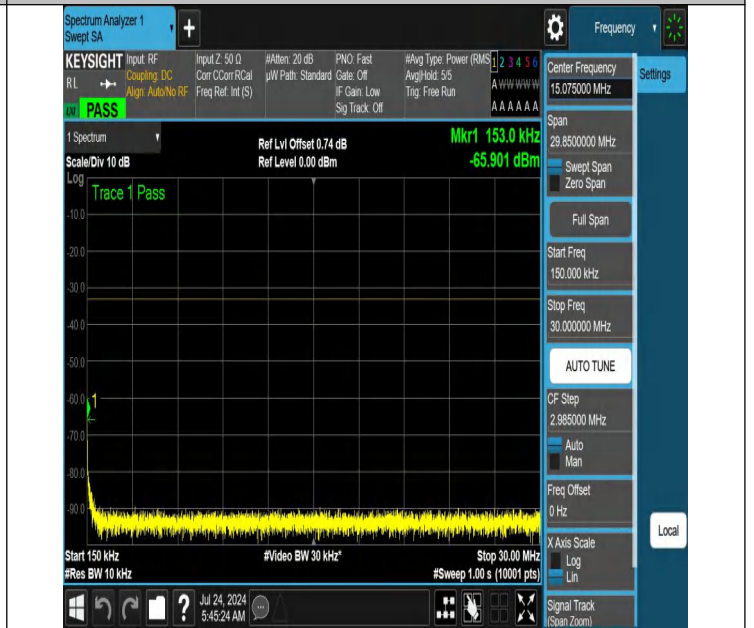 Spectrum Analyzer 1
Swept SA
Frequency
KEYSIGHT
RL
PASS
Input: RF
Coupling: DC
Align: Auto/No RF
Input Z: 50 Ω
Corr CCorr RCal
Freq Ref: Int (S)
#Atten: 20 dB
µW Path: Standard
PNO: Fast
Gate: Off
IF Gain: Low
Sig Track: Off
#Avg Type: Power (RMS
Avg|Hold: 5/5
Trig: Free Run
1 2 3 4 5 6
A W W W W W
A A A A A A
1 Spectrum
Scale/Div 10 dB
Ref Lvl Offset 0.74 dB
Ref Level 0.00 dBm
Mkr1 153.0 kHz
-65.901 dBm
Log
Trace 1 Pass
-10.0
-20.0
-30.0
-40.0
-50.0
-60.0
-70.0
-80.0
-90.0
1
Start 150 kHz
#Res BW 10 kHz
#Video BW 30 kHz*
Stop 30.00 MHz
#Sweep 1.00 s (10001 pts)
Jul 24, 2024
5:45:24 AM
Center Frequency
15.075000 MHz
Settings
Span
29.8500000 MHz
Swept Span
Zero Span
Full Span
Start Freq
150.000 kHz
Stop Freq
30.000000 MHz
AUTO TUNE
CF Step
2.985000 MHz
Auto
Man
Freq Offset
0 Hz
X Axis Scale
Log
Lin
Local
Signal Track
(Span Zoom)